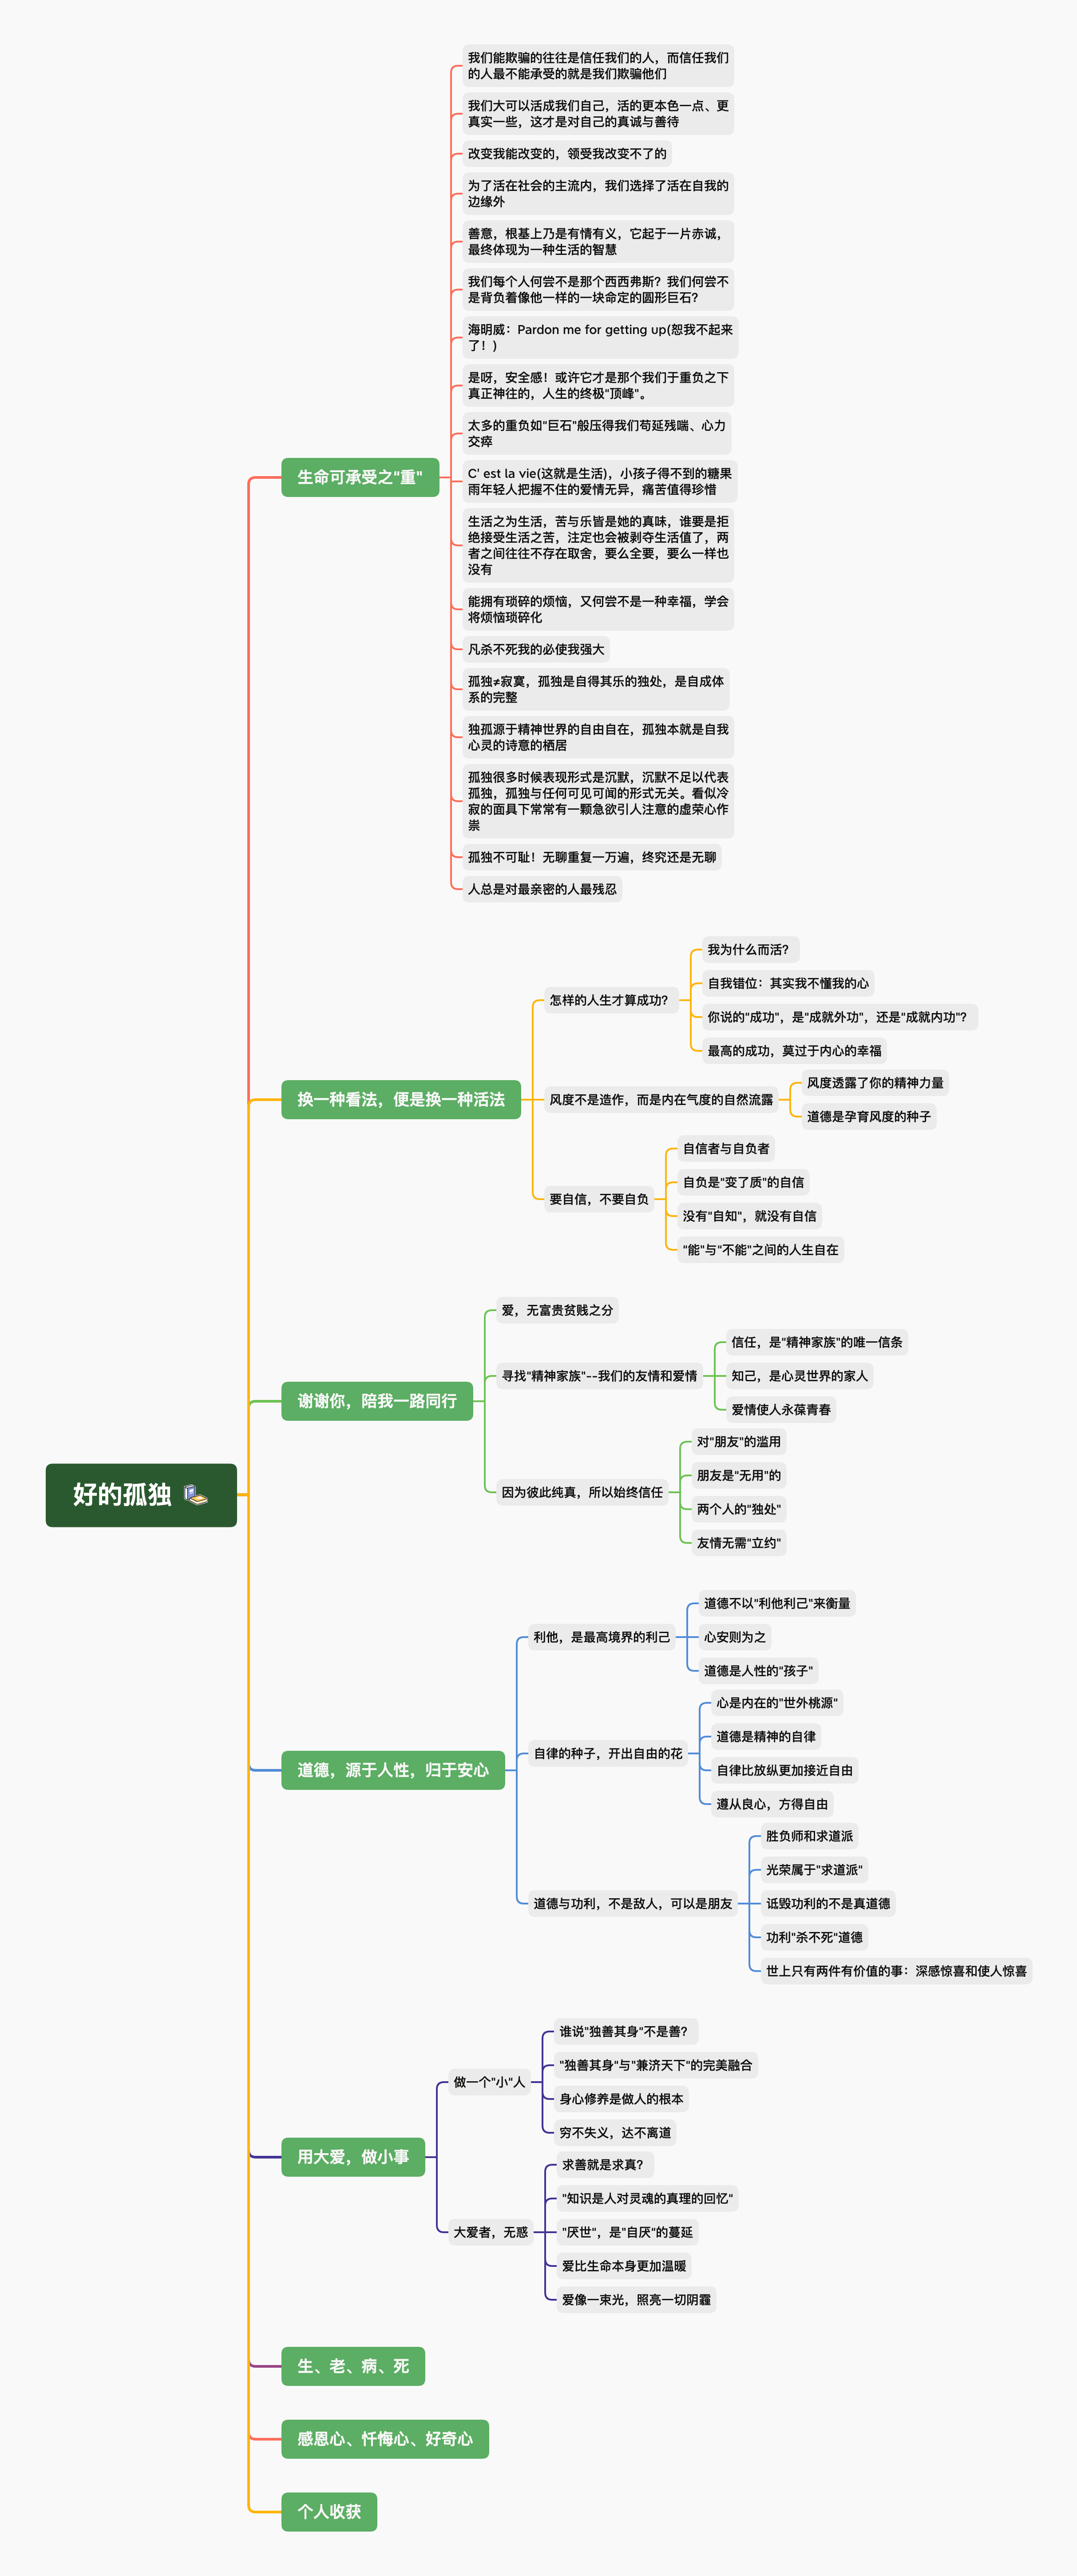 我们能欺骗的往往是信任我们的人，而信任我们
的人最不能承受的就是我们欺骗他们
我们大可以活成我们自己，活的更本色一点、更
真实一些，这才是对自己的真诚与善待
改变我能改变的，领受我改变不了的
为了活在社会的主流内，我们选择了活在自我的
边缘外
善意，根基上乃是有情有义，它起于一片赤诚，
最终体现为一种生活的智慧
我们每个人何尝不是那个西西弗斯？我们何尝不
是背负着像他一样的一块命定的圆形巨石？
海明威：Pardon me for getting up(恕我不起来
了！)
是呀，安全感！或许它才是那个我们于重负之下
真正神往的，人生的终极"顶峰"。
太多的重负如"巨石"般压得我们苟延残喘、心力
交瘁
生命可承受之"重"
C' est la vie(这就是生活)，小孩子得不到的糖果
雨年轻人把握不住的爱情无异，痛苦值得珍惜
生活之为生活，苦与乐皆是她的真味，谁要是拒
绝接受生活之苦，注定也会被剥夺生活值了，两
者之间往往不存在取舍，要么全要，要么一样也
没有
能拥有琐碎的烦恼，又何尝不是一种幸福，学会
将烦恼琐碎化
凡杀不死我的必使我强大
孤独≠寂寞，孤独是自得其乐的独处，是自成体
系的完整
独孤源于精神世界的自由自在，孤独本就是自我
心灵的诗意的栖居
孤独很多时候表现形式是沉默，沉默不足以代表
孤独，孤独与任何可见可闻的形式无关。看似冷
寂的面具下常常有一颗急欲引人注意的虚荣心作
祟
孤独不可耻！无聊重复一万遍，终究还是无聊
人总是对最亲密的人最残忍
换一种看法，便是换一种活法
怎样的人生才算成功？
我为什么而活？
自我错位：其实我不懂我的心
你说的"成功"，是"成就外功"，还是"成就内功"？
最高的成功，莫过于内心的幸福
风度不是造作，而是内在气度的自然流露
风度透露了你的精神力量
道德是孕育风度的种子
要自信，不要自负
自信者与自负者
自负是"变了质"的自信
没有"自知"，就没有自信
"能"与"不能"之间的人生自在
谢谢你，陪我一路同行
爱，无富贵贫贱之分
寻找"精神家族"--我们的友情和爱情
信任，是"精神家族"的唯一信条
知己，是心灵世界的家人
爱情使人永葆青春
因为彼此纯真，所以始终信任
对"朋友"的滥用
朋友是"无用"的
两个人的"独处"
友情无需"立约"
好的孤独
道德，源于人性，归于安心
利他，是最高境界的利己
道德不以"利他利己"来衡量
心安则为之
道德是人性的"孩子"
自律的种子，开出自由的花
心是内在的"世外桃源"
道德是精神的自律
自律比放纵更加接近自由
遵从良心，方得自由
道德与功利，不是敌人，可以是朋友
胜负师和求道派
光荣属于"求道派"
诋毁功利的不是真道德
功利"杀不死"道德
世上只有两件有价值的事：深感惊喜和使人惊喜
用大爱，做小事
做一个"小"人
谁说"独善其身"不是善？
"独善其身"与"兼济天下"的完美融合
身心修养是做人的根本
穷不失义，达不离道
大爱者，无惑
求善就是求真？
"知识是人对灵魂的真理的回忆"
"厌世"，是"自厌"的蔓延
爱比生命本身更加温暖
爱像一束光，照亮一切阴霾
生、老、病、死
感恩心、忏悔心、好奇心
个人收获